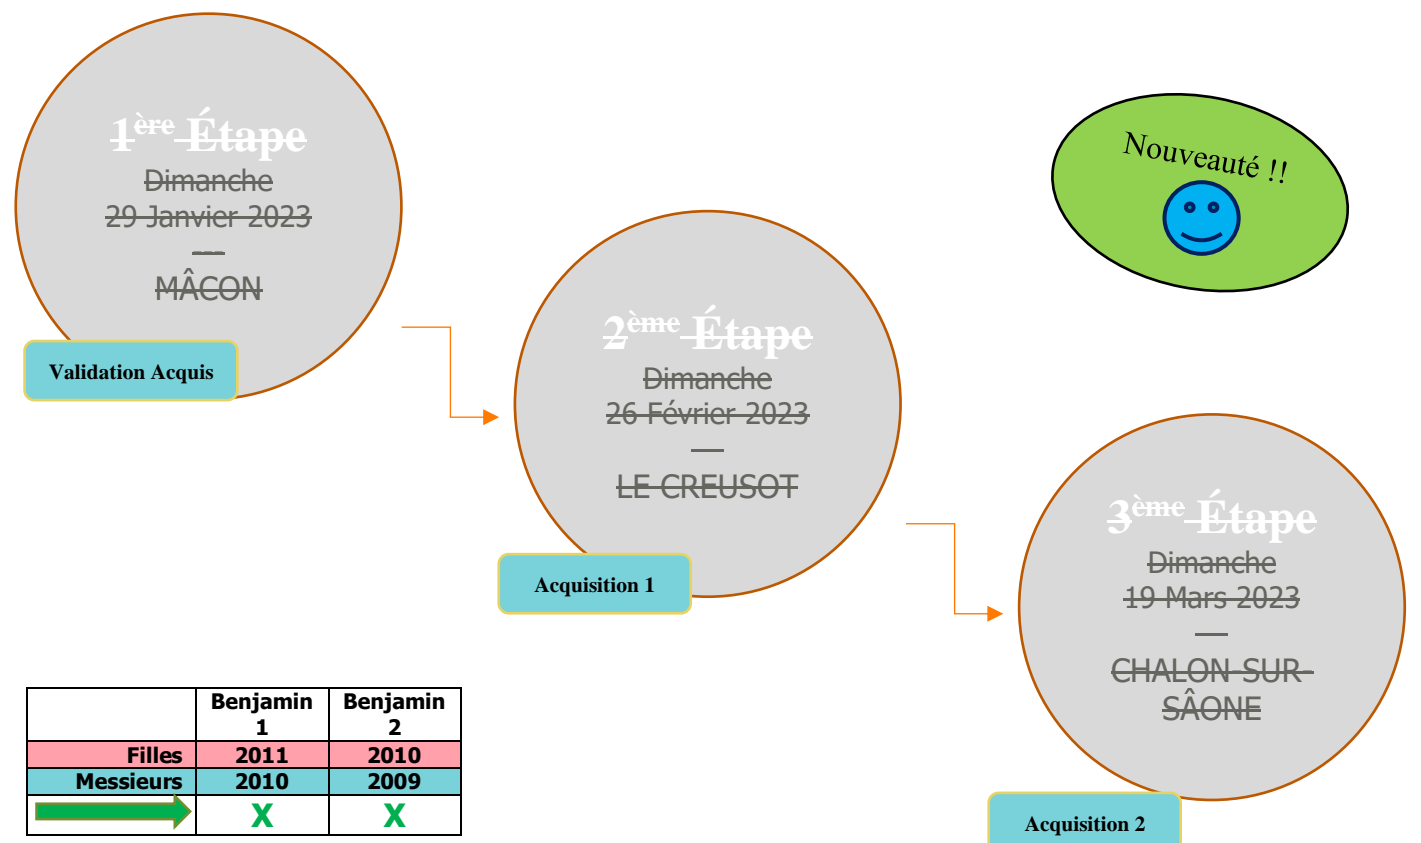 1ère Étape
Dimanche
29 Janvier 2023
---
MÂCON
Validation Acquis
Nouveauté !!
2ème Étape
Dimanche
26 Février 2023
—
LE CREUSOT
Acquisition 1
3ème Étape
Dimanche
19 Mars 2023
—
CHALON-SUR-
SÂONE
Acquisition 2
Benjamin 1 Benjamin 2
Filles 2011 2010
Messieurs 2010 2009
X X